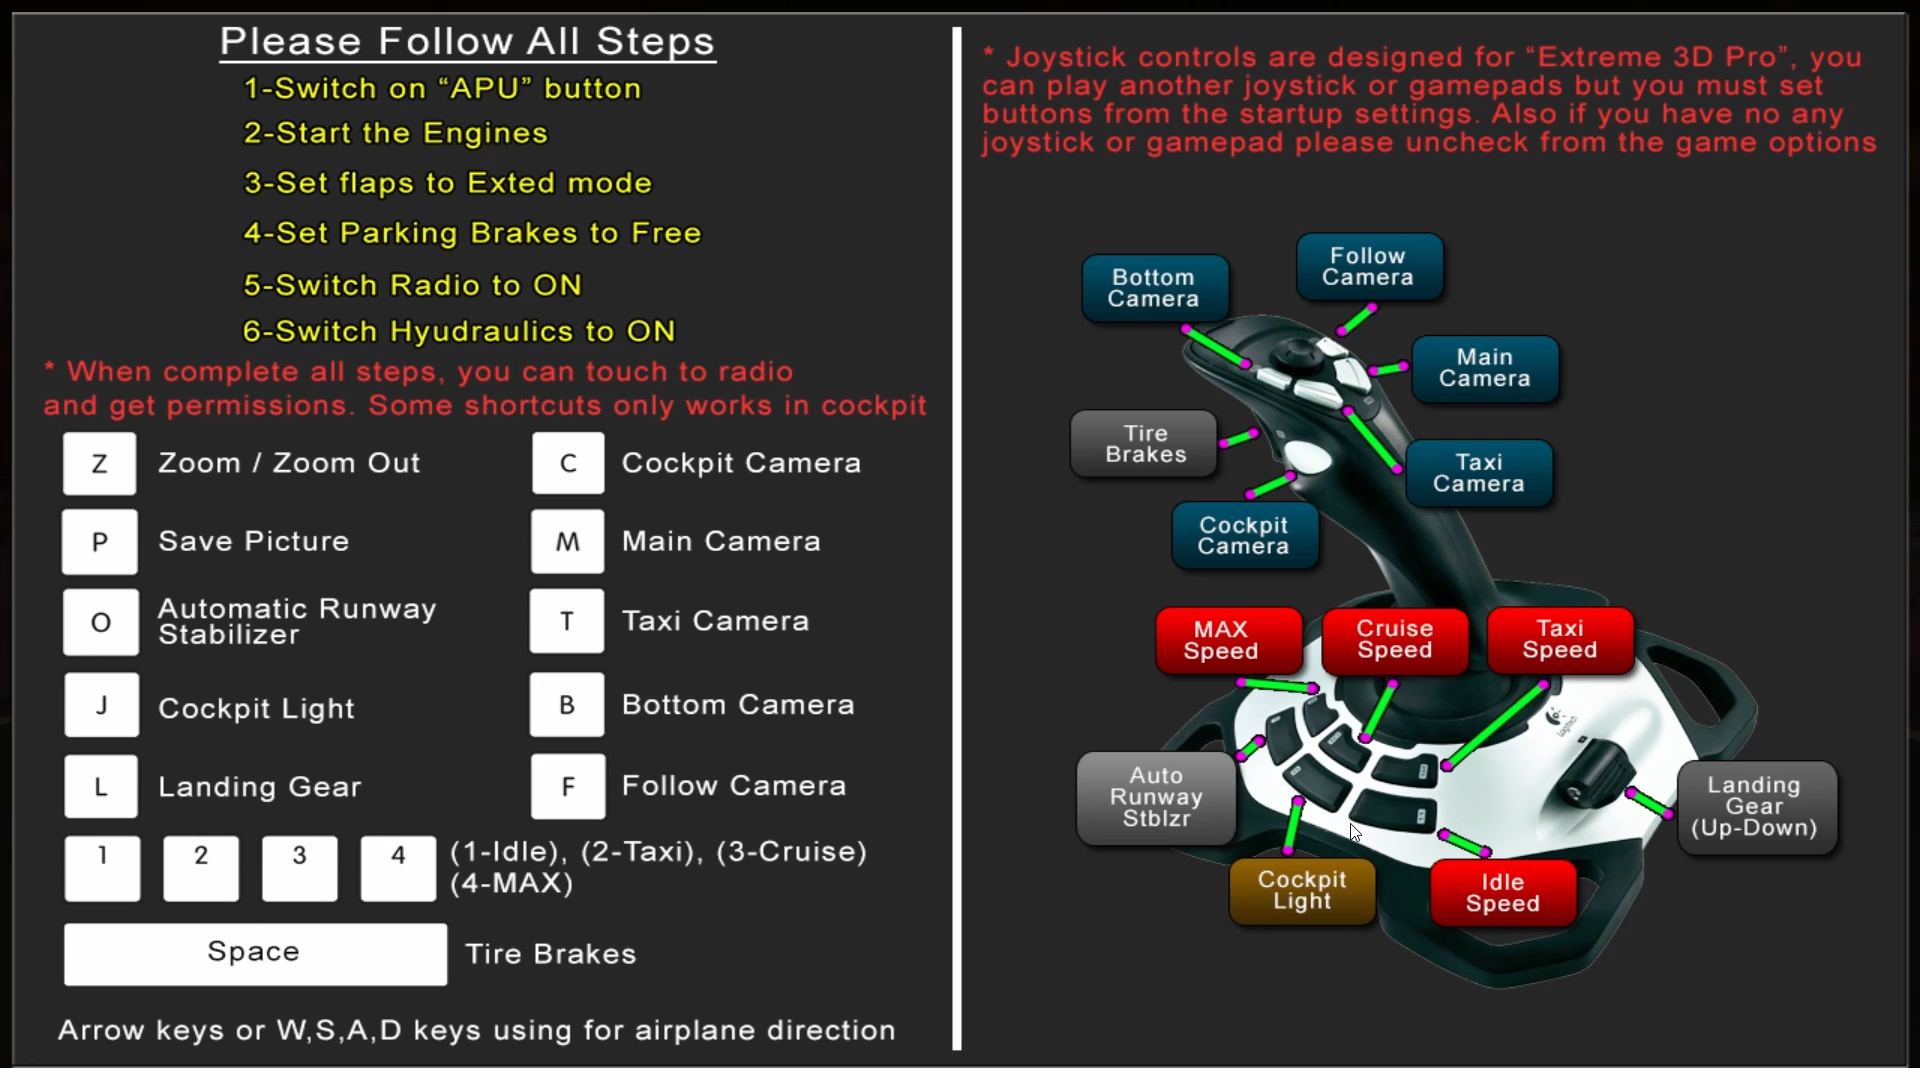 Please Follow All Steps
1-Switch on “APU” button
2-Start the Engines
3-Set flaps to Exted mode
4-Set Parking Brakes to Free
5-Switch Radio to ON
6-Switch Hyudraulics to ON
* When complete all steps, you can touch to radio
and get permissions. Some shortcuts only works in cockpit
Z
Zoom / Zoom Out
C
Cockpit Camera
P
Save Picture
M
Main Camera
O
Automatic Runway
Stabilizer
T
Taxi Camera
J
Cockpit Light
B
Bottom Camera
L
Landing Gear
F
Follow Camera
1
2
3
4
(1-Idle), (2-Taxi), (3-Cruise)
(4-MAX)
Space
Tire Brakes
Arrow keys or W,S,A,D keys using for airplane direction
* Joystick controls are designed for “Extreme 3D Pro”, you
can play another joystick or gamepads but you must set
buttons from the startup settings. Also if you have no any
joystick or gamepad please uncheck from the game options
Bottom
Camera
Follow
Camera
Main
Camera
Tire
Brakes
Taxi
Camera
Cockpit
Camera
MAX
Speed
Cruise
Speed
Taxi
Speed
Logitech
Auto
Runway
Stblzr
Landing
Gear
(Up-Down)
Cockpit
Light
Idle
Speed